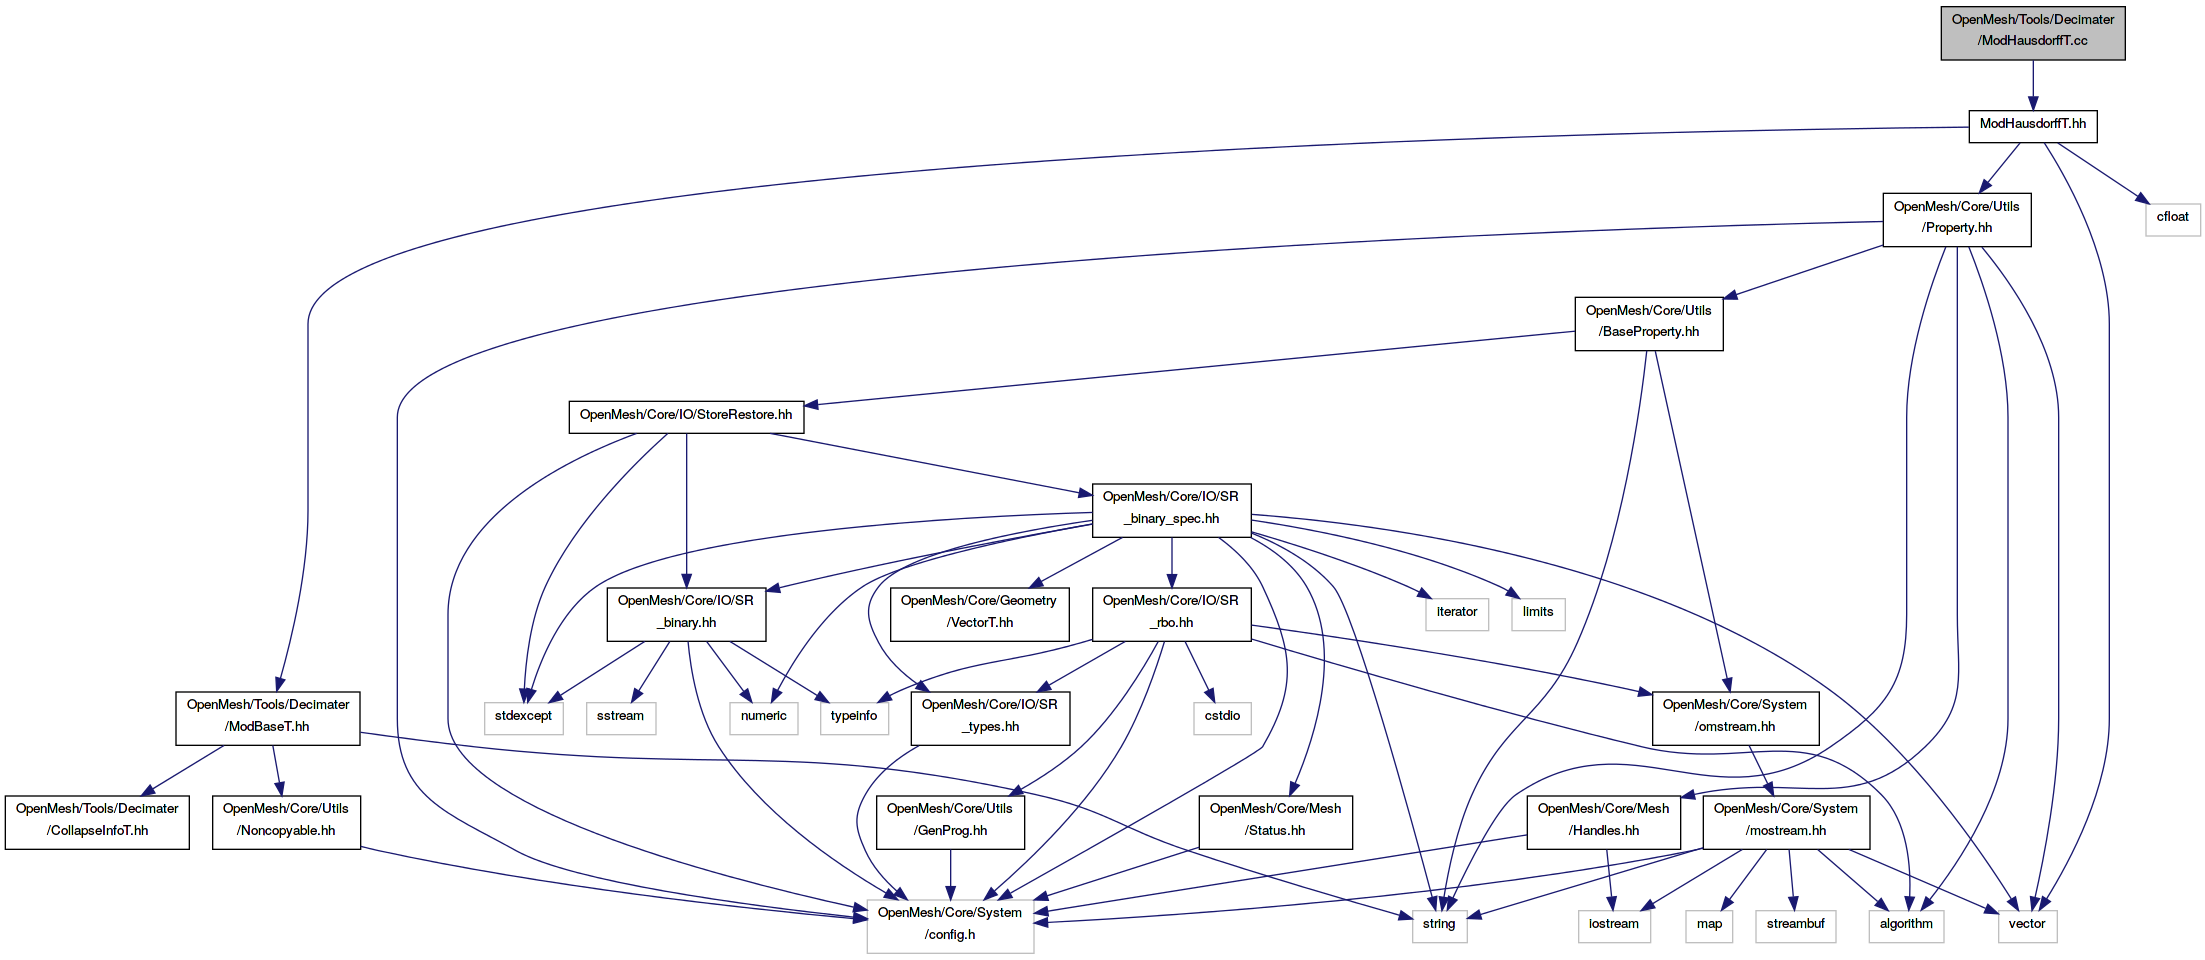 OpenMesh/Tools/Decimater
/ModHausdorffT.cc
ModHausdorffT.hh
OpenMesh/Core/Utils
/Property.hh
cfloat
OpenMesh/Core/Utils
/BaseProperty.hh
OpenMesh/Core/IO/StoreRestore.hh
OpenMesh/Core/IO/SR
_binary_spec.hh
OpenMesh/Core/IO/SR
_binary.hh
OpenMesh/Core/Geometry
/VectorT.hh
OpenMesh/Core/IO/SR
_rbo.hh
iterator
limits
OpenMesh/Tools/Decimater
/ModBaseT.hh
stdexcept
sstream
numeric
typeinfo
OpenMesh/Core/IO/SR
_types.hh
cstdio
OpenMesh/Core/System
/omstream.hh
OpenMesh/Tools/Decimater
/CollapseInfoT.hh
OpenMesh/Core/Utils
/Noncopyable.hh
OpenMesh/Core/Utils
/GenProg.hh
OpenMesh/Core/Mesh
/Status.hh
OpenMesh/Core/Mesh
/Handles.hh
OpenMesh/Core/System
/mostream.hh
OpenMesh/Core/System
/config.h
string
iostream
map
streambuf
algorithm
vector